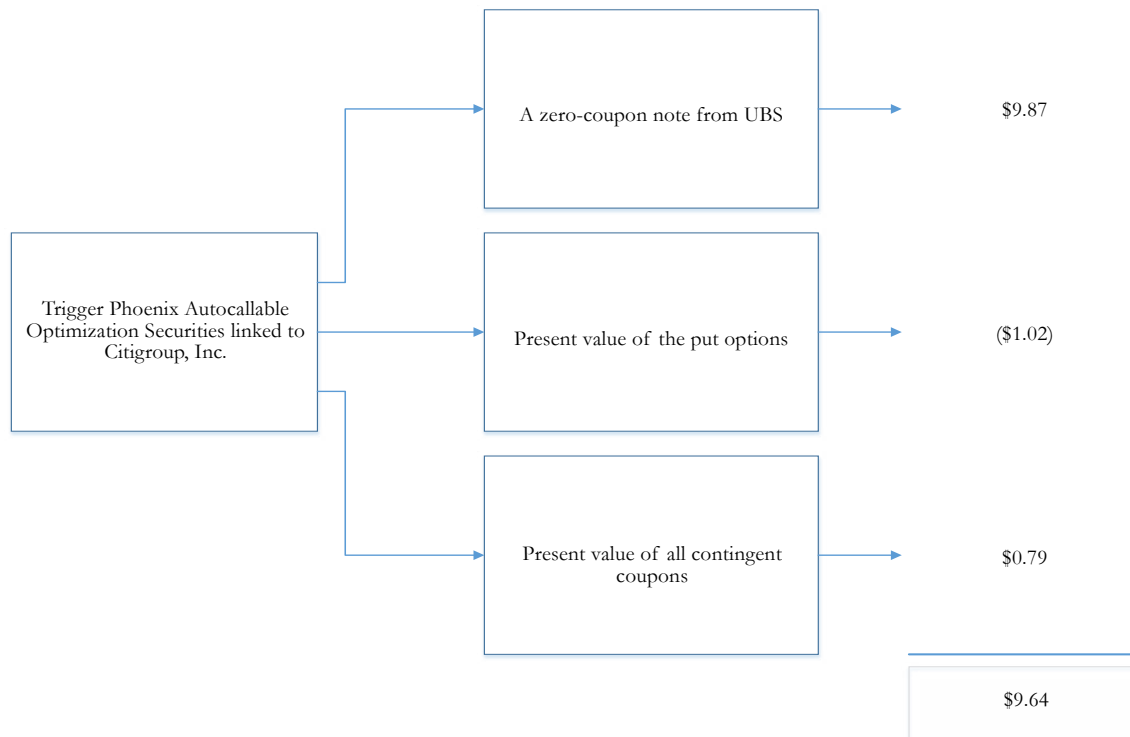 A zero-coupon note from UBS
$9.87
Trigger Phoenix Autocallable
Optimization Securities linked to
Citigroup, Inc.
Present value of the put options
($1.02)
Present value of all contingent
coupons
$0.79
$9.64